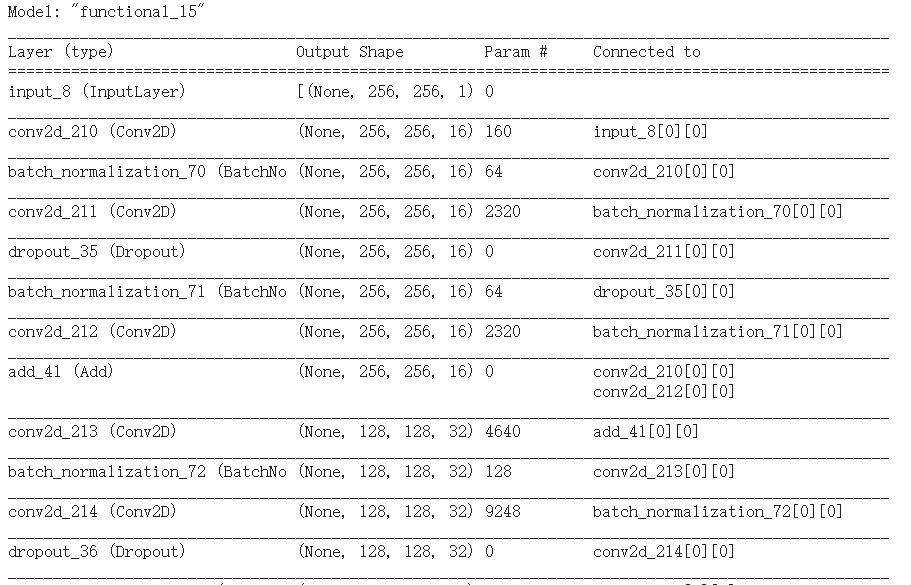 Model: "functional_15"
Layer (type) Output Shape Param # Connected to
input_8 (InputLayer) [(None, 256, 256, 1) 0
conv2d_210 (Conv2D) (None, 256, 256, 16) 160 input_8[0][0]
batch_normalization_70 (BatchNo (None, 256, 256, 16) 64 conv2d_210[0][0]
conv2d_211 (Conv2D) (None, 256, 256, 16) 2320 batch_normalization_70[0][0]
dropout_35 (Dropout) (None, 256, 256, 16) 0 conv2d_211[0][0]
batch_normalization_71 (BatchNo (None, 256, 256, 16) 64 dropout_35[0][0]
conv2d_212 (Conv2D) (None, 256, 256, 16) 2320 batch_normalization_71[0][0]
add_41 (Add) (None, 256, 256, 16) 0 conv2d_210[0][0]
conv2d_212[0][0]
conv2d_213 (Conv2D) (None, 128, 128, 32) 4640 add_41[0][0]
batch_normalization_72 (BatchNo (None, 128, 128, 32) 128 conv2d_213[0][0]
conv2d_214 (Conv2D) (None, 128, 128, 32) 9248 batch_normalization_72[0][0]
dropout_36 (Dropout) (None, 128, 128, 32) 0 conv2d_214[0][0]